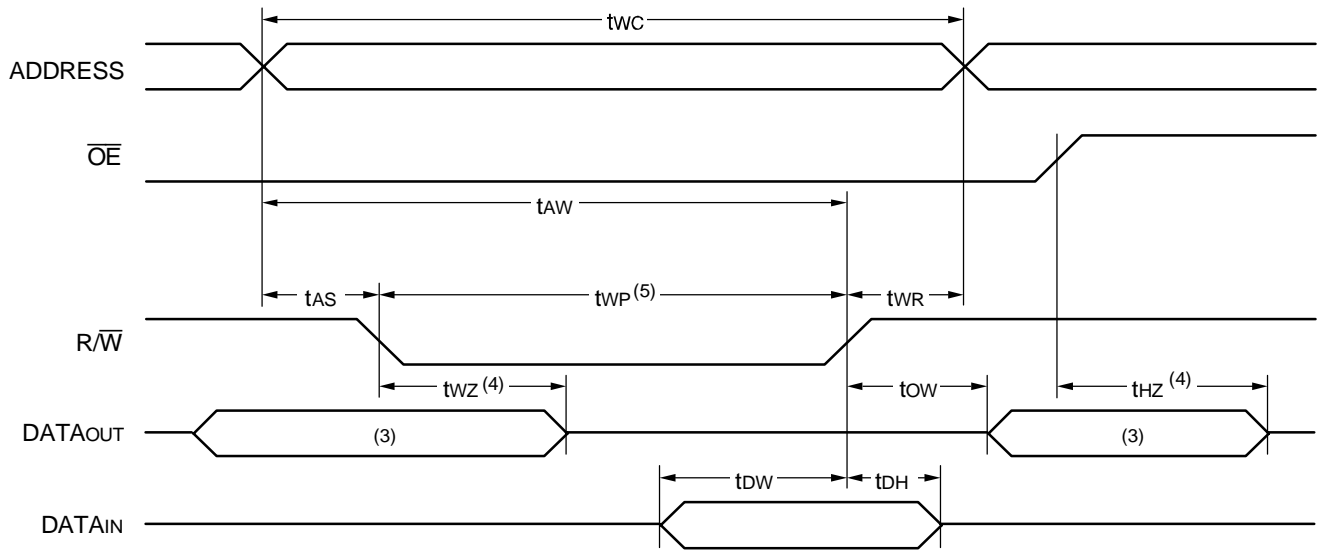 tWC
ADDRESS
OE
tAW
tAS
tWP(5)
tWR
R/W
tWZ(4)
tOW
tHZ(4)
DATAOUT
(3)
(3)
tDW
tDH
DATAIN